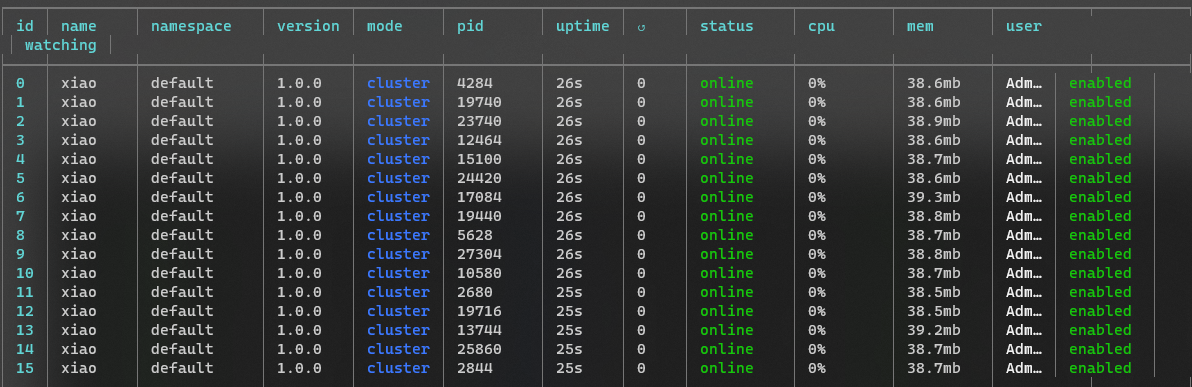 id name namespace version mode pid uptime ↺ status cpu mem user
watching
0 xiao default 1.0.0 cluster 4284 26s 0 online 0% 38.6mb Adm… enabled
1 xiao default 1.0.0 cluster 19740 26s 0 online 0% 38.6mb Adm… enabled
2 xiao default 1.0.0 cluster 23740 26s 0 online 0% 38.9mb Adm… enabled
3 xiao default 1.0.0 cluster 12464 26s 0 online 0% 38.6mb Adm… enabled
4 xiao default 1.0.0 cluster 15100 26s 0 online 0% 38.7mb Adm… enabled
5 xiao default 1.0.0 cluster 24420 26s 0 online 0% 38.6mb Adm… enabled
6 xiao default 1.0.0 cluster 17084 26s 0 online 0% 39.3mb Adm… enabled
7 xiao default 1.0.0 cluster 19440 26s 0 online 0% 38.8mb Adm… enabled
8 xiao default 1.0.0 cluster 5628 26s 0 online 0% 38.7mb Adm… enabled
9 xiao default 1.0.0 cluster 27304 26s 0 online 0% 38.8mb Adm… enabled
10 xiao default 1.0.0 cluster 10580 26s 0 online 0% 38.7mb Adm… enabled
11 xiao default 1.0.0 cluster 2680 25s 0 online 0% 38.5mb Adm… enabled
12 xiao default 1.0.0 cluster 19716 25s 0 online 0% 38.5mb Adm… enabled
13 xiao default 1.0.0 cluster 13744 25s 0 online 0% 39.2mb Adm… enabled
14 xiao default 1.0.0 cluster 25860 25s 0 online 0% 38.7mb Adm… enabled
15 xiao default 1.0.0 cluster 2844 25s 0 online 0% 38.7mb Adm… enabled